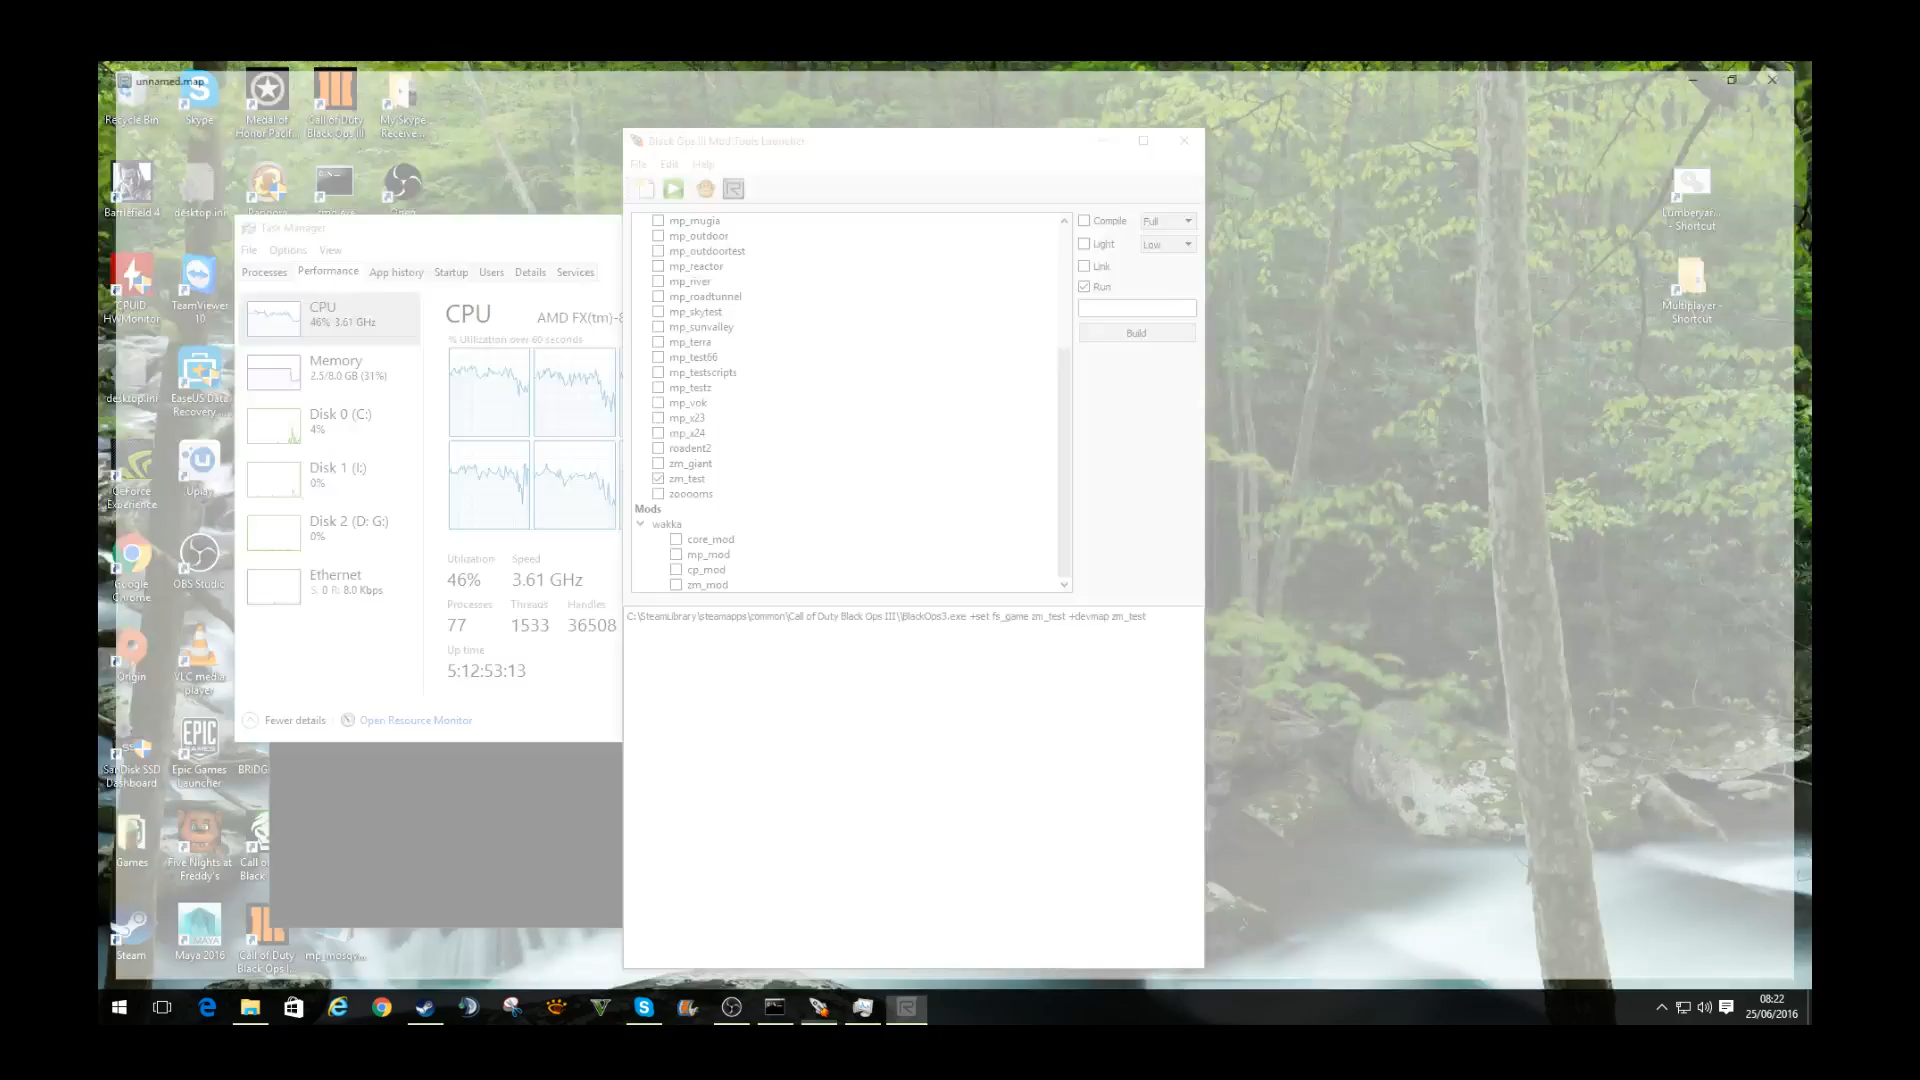 unnamed.map
Recycle Bin
Skype
Medal of
Honor Pacif...
Call of Duty
Black Ops III
My Skype
Receive...
Battlefield 4
desktop.ini
Pandora
zmd.exe
Open
CPUID
HWMonitor
TeamViewer
10
desktop.ini
EaseUS Data
Recovery ...
GeForce
Experience
Uplay
Google
Chrome
OBS Studio
Origin
VLC media
player
SanDisk SSD
Dashboard
Epic Games
Launcher
BRIDG
Games
Five Nights at
Freddy's
Call o
Black
Steam
Maya 2016
Call of Duty
Black Ops I...
Lumberyar...
- Shortcut
Multiplayer -
Shortcut
Task Manager
File Options View
Processes Performance App history Startup Users Details Services
CPU
46% 3.61 GHz
Memory
2.5/8.0 GB (31%)
Disk 0 (C:)
4%
Disk 1 (I:)
0%
Disk 2 (D: G:)
0%
Ethernet
S: 0 R: 8.0 Kbps
CPU AMD FX(tm)-8
% Utilization over 60 seconds
Utilization Speed
46% 3.61 GHz
Processes Threads Handles
77 1533 36508
Up time
5:12:53:13
Fewer details Open Resource Monitor
Black Ops III Mod Tools Launcher
File Edit Help
mp_mugia
mp_outdoor
mp_outdoortest
mp_reactor
mp_river
mp_roadtunnel
mp_skytest
mp_sunvalley
mp_terra
mp_test66
mp_testscripts
mp_testz
mp_vok
mp_x23
mp_x24
roadent2
zm_giant
zm_test
zooooms
Mods
wakka
core_mod
mp_mod
cp_mod
zm_mod
Compile Full
Light Low
Link
Run
Build
C:\SteamLibrary\steamapps\common\Call of Duty Black Ops III\\BlackOps3.exe +set fs_game zm_test +devmap zm_test
08:22
25/06/2016